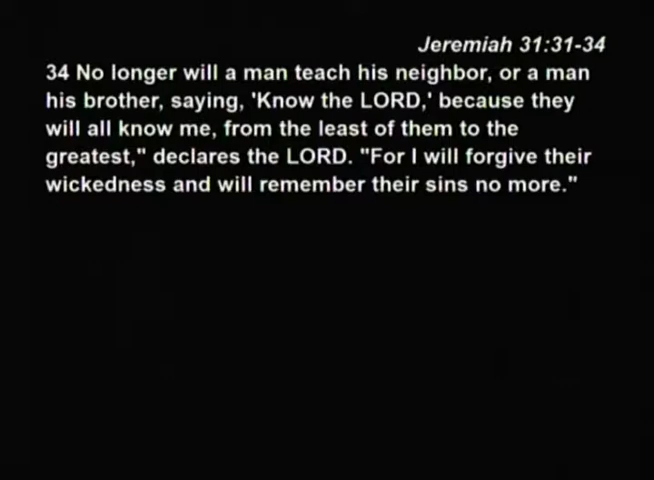 Jeremiah 31:31-34
34 No longer will a man teach his neighbor, or a man
his brother, saying, 'Know the LORD,' because they
will all know me, from the least of them to the
greatest," declares the LORD. "For I will forgive their
wickedness and will remember their sins no more."